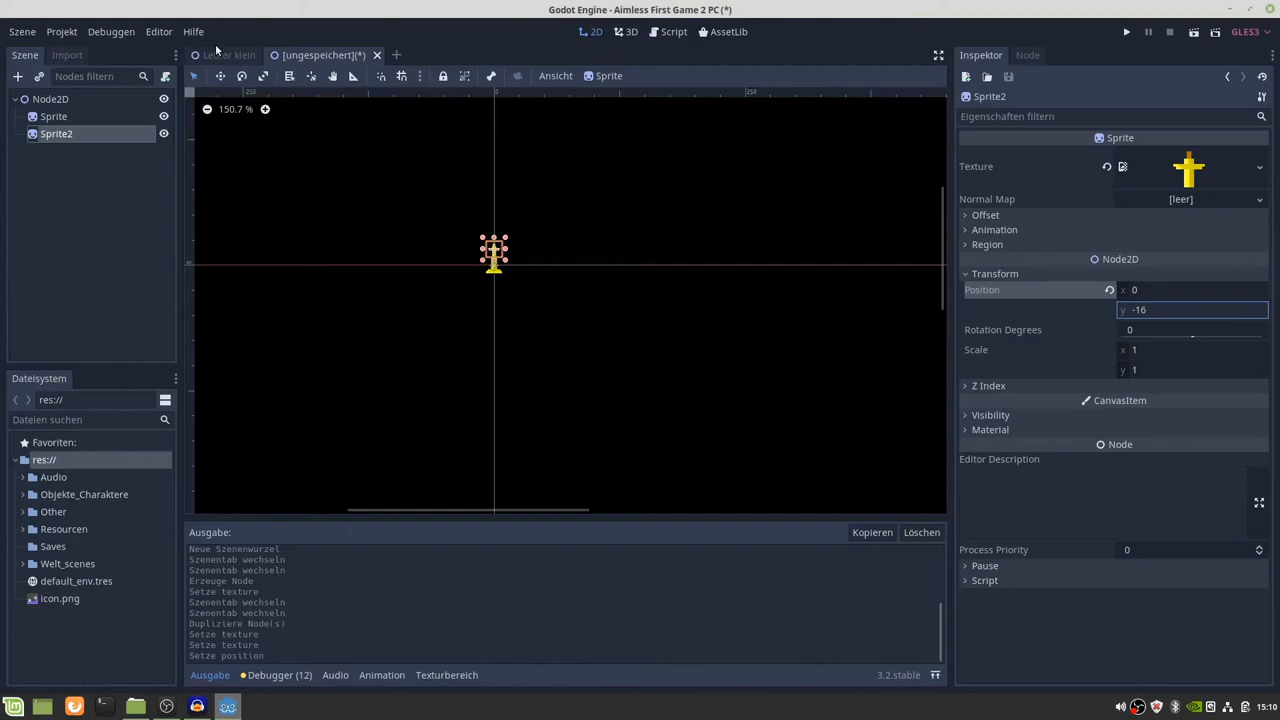 Godot Engine - Aimless First Game 2 PC (*)
Szene Projekt Debuggen Editor Hilfe
2D 3D Script AssetLib
GLES3
Szene Import
klein [ungespeichert](*)
Inspektor Node
Nodes filtern
Ansicht Sprite
Node2D
Sprite
Sprite2
-250 0 250
150.7 %
Sprite2
Eigenschaften filtern
Sprite
Texture
Normal Map [leer]
Offset
Animation
Region
Node2D
Transform
Position x 0
y -16
Rotation Degrees 0
Scale x 1
y 1
Z Index
CanvasItem
Visibility
Material
Node
Editor Description
Process Priority 0
Pause
Script
Dateisystem
res://
Dateien suchen
Favoriten:
res://
Audio
Objekte_Charaktere
Other
Resourcen
Saves
Welt_scenes
default_env.tres
icon.png
Ausgabe: Kopieren Löschen
Neue Szenenwurzel
Szenentab wechseln
Szenentab wechseln
Erzeuge Node
Setze texture
Szenentab wechseln
Szenentab wechseln
Dupliziere Node(s)
Setze texture
Setze texture
Setze position
Ausgabe Debugger (12) Audio Animation Texturbereich 3.2.stable
15:10